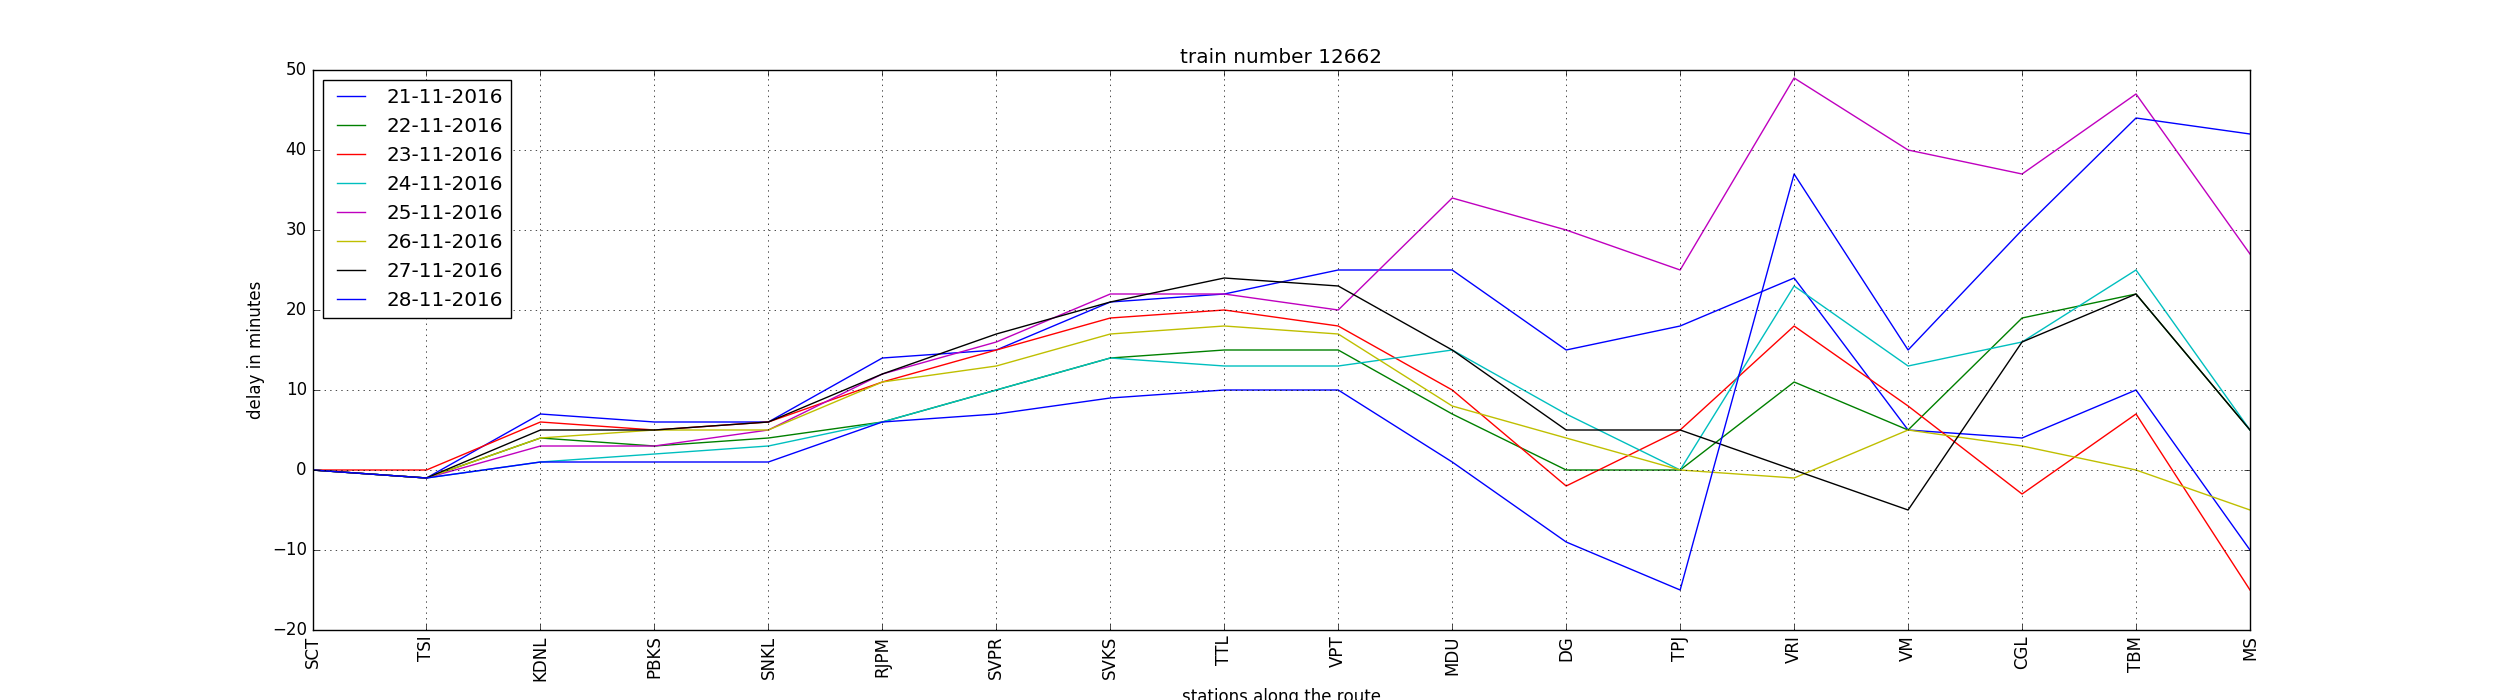 train number 12662
50
40
30
20
10
0
−10
−20
delay in minutes
21-11-2016
22-11-2016
23-11-2016
24-11-2016
25-11-2016
26-11-2016
27-11-2016
28-11-2016
SCT
TSI
KDNL
PBKS
SNKL
RJPM
SVPR
SVKS
TTL
VPT
MDU
DG
TPJ
VRI
VM
CGL
TBM
MS
stations along the route